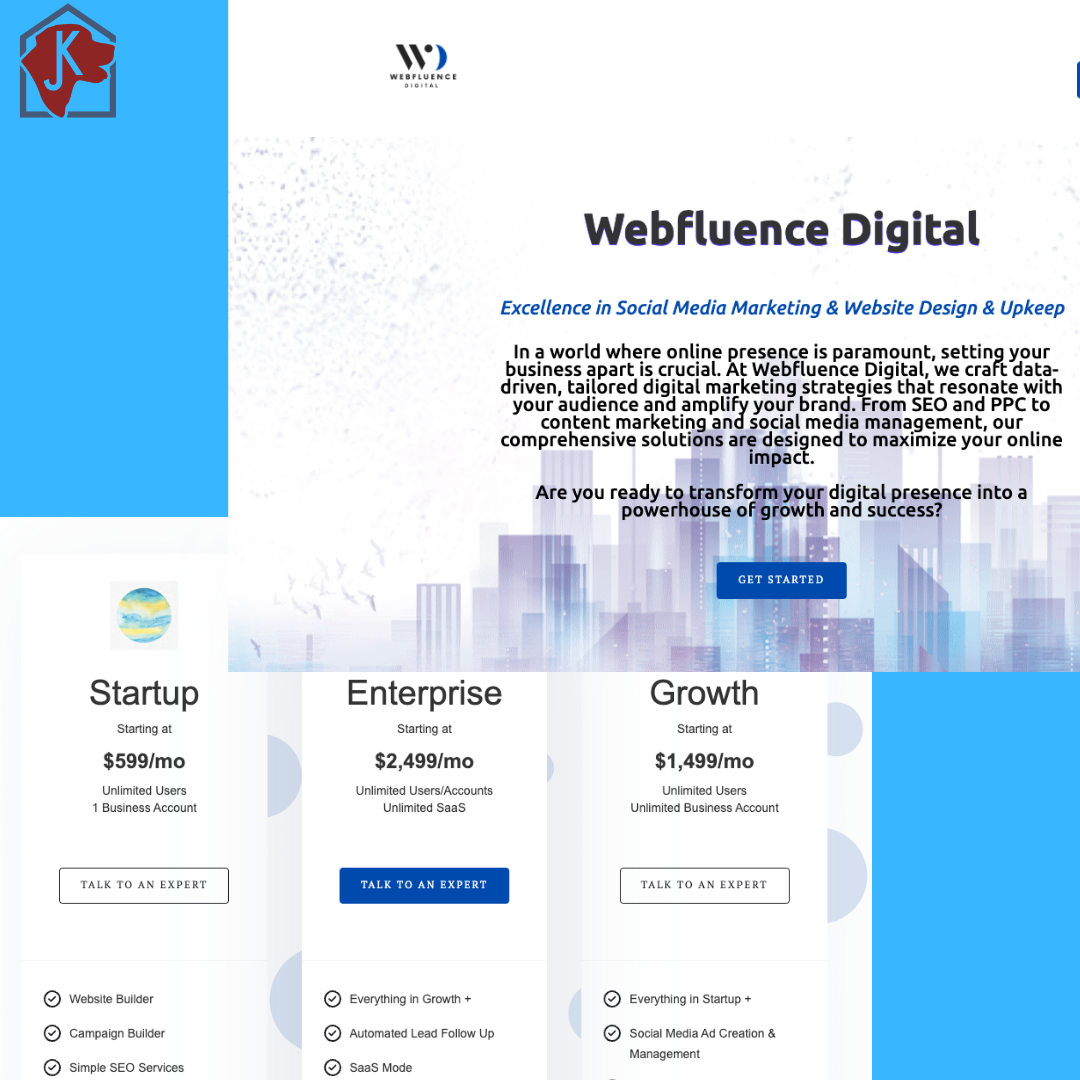 JK
WEBFLUENCE
DIGITAL
Webfluence Digital
Excellence in Social Media Marketing & Website Design & Upkeep
In a world where online presence is paramount, setting your
business apart is crucial. At Webfluence Digital, we craft data-
driven, tailored digital marketing strategies that resonate with
your audience and amplify your brand. From SEO and PPC to
content marketing and social media management, our
comprehensive solutions are designed to maximize your online
impact.
Are you ready to transform your digital presence into a
powerhouse of growth and success?
GET STARTED
Startup
Starting at
$599/mo
Unlimited Users
1 Business Account
TALK TO AN EXPERT
Website Builder
Campaign Builder
Simple SEO Services
Enterprise
Starting at
$2,499/mo
Unlimited Users/Accounts
Unlimited SaaS
TALK TO AN EXPERT
Everything in Growth +
Automated Lead Follow Up
SaaS Mode
Growth
Starting at
$1,499/mo
Unlimited Users
Unlimited Business Account
TALK TO AN EXPERT
Everything in Startup +
Social Media Ad Creation &
Management